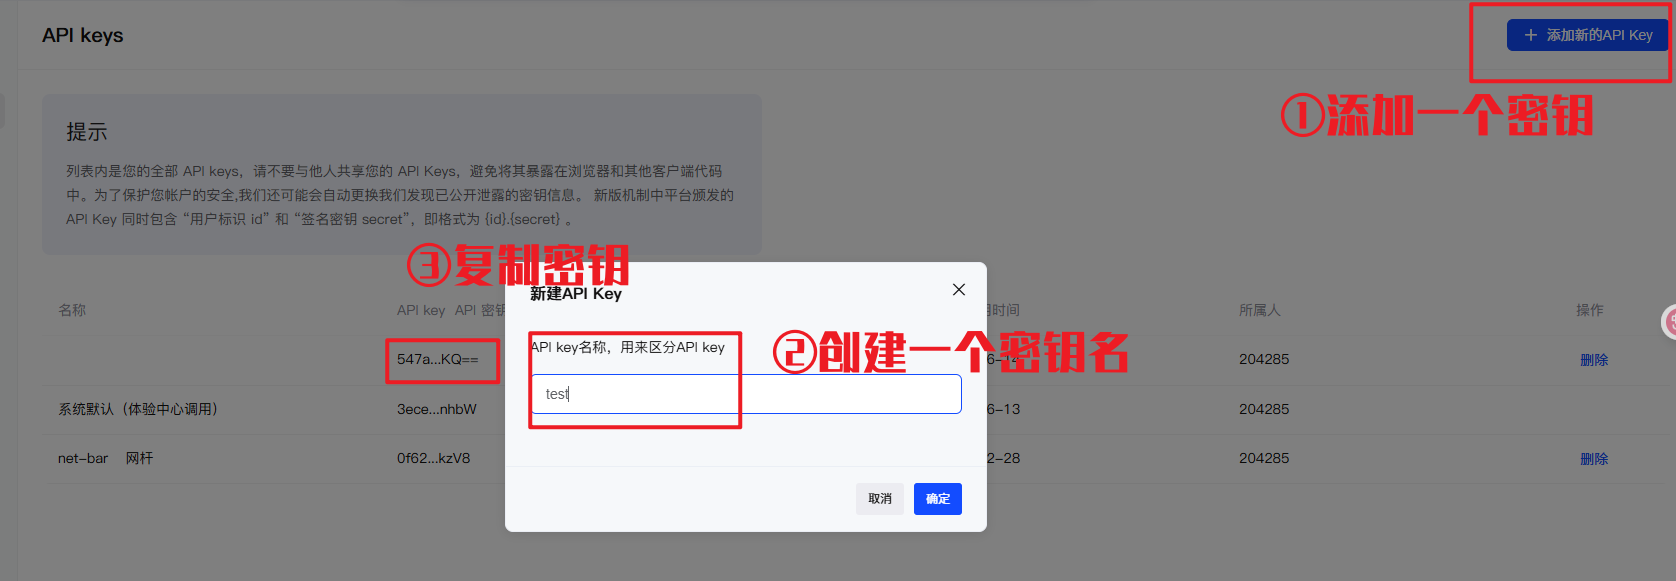 API keys
添加新的API Key
①添加一个密钥
提示
列表内是您的全部 API keys，请不要与他人共享您的 API Keys，避免将其暴露在浏览器和其他客户端代码
中。为了保护您帐户的安全,我们还可能会自动更换我们发现已公开泄露的密钥信息。 新版机制中平台颁发的
API Key 同时包含 “用户标识 id” 和 “签名密钥 secret”，即格式为 {id}.{secret} 。
③复制密钥
新建API Key
名称 API key API 密钥 用时间 所属人 操作
API key名称，用来区分API key
②创建一个密钥名
547a...KQ== 204285 删除
test
系统默认（体验中心调用） 3ece...nhbW 6-13 204285
net-bar 网杆 0f62...kzV8 2-28 204285 删除
取消 确定